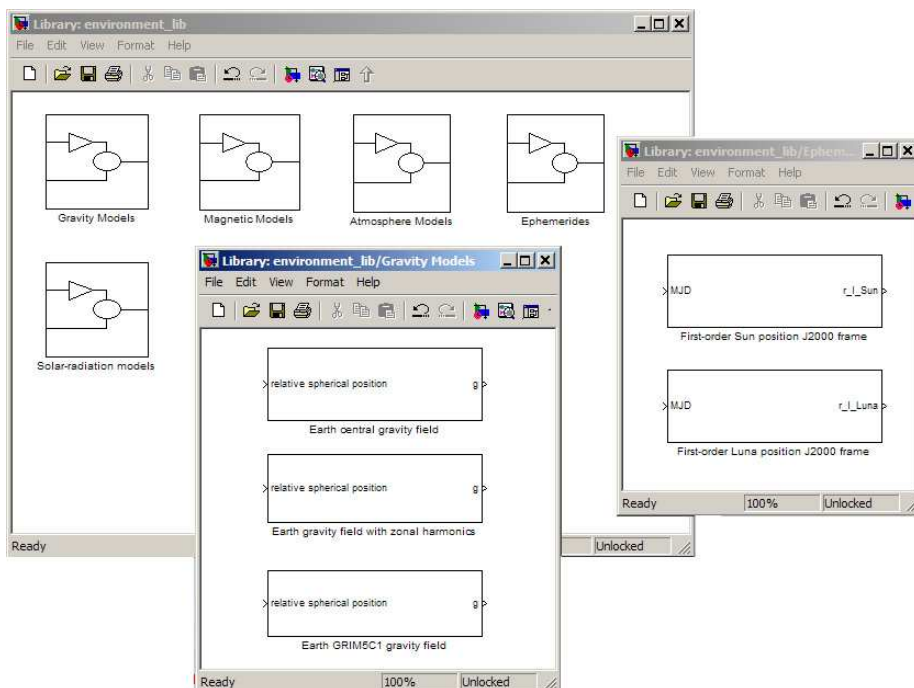 Library: environment_lib
File Edit View Format Help
Gravity Models
Magnetic Models
Atmosphere Models
Ephemerides
Solar-radiation models
Ready
Unlocked
Library: environment_lib/Gravity Models
File Edit View Format Help
relative spherical position g
Earth central gravity field
relative spherical position g
Earth gravity field with zonal harmonics
relative spherical position g
Earth GRIM5C1 gravity field
Ready 100% Unlocked
Library: environment_lib/Ephem...
File Edit View Format Help
MJD r_I_Sun
First-order Sun position J2000 frame
MJD r_I_Luna
First-order Luna position J2000 frame
Ready 100% Unlocked